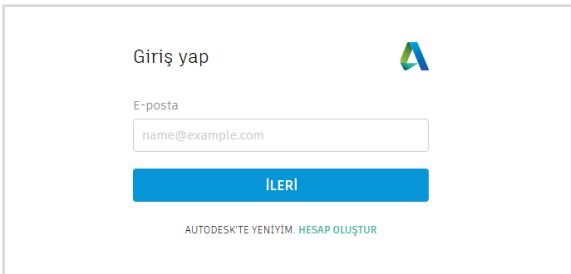 Giriş yap
E-posta
name@example.com
İLERİ
AUTODESK'TE YENİYİM. HESAP OLUŞTUR